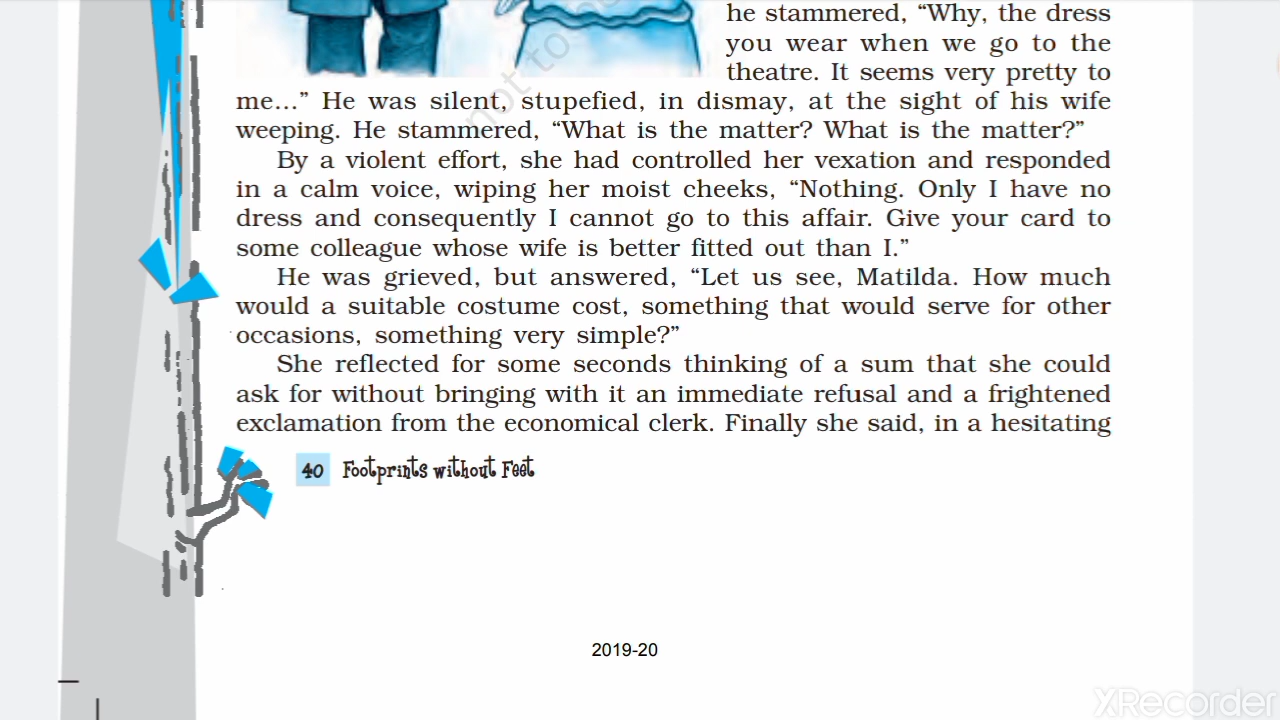 he stammered, “Why, the dress
you wear when we go to the
theatre. It seems very pretty to
me...” He was silent, stupefied, in dismay, at the sight of his wife
weeping. He stammered, “What is the matter? What is the matter?”
By a violent effort, she had controlled her vexation and responded
in a calm voice, wiping her moist cheeks, “Nothing. Only I have no
dress and consequently I cannot go to this affair. Give your card to
some colleague whose wife is better fitted out than I.”
He was grieved, but answered, “Let us see, Matilda. How much
would a suitable costume cost, something that would serve for other
occasions, something very simple?”
She reflected for some seconds thinking of a sum that she could
ask for without bringing with it an immediate refusal and a frightened
exclamation from the economical clerk. Finally she said, in a hesitating
40 Footprints without Feet
2019-20
XRecorder
not to